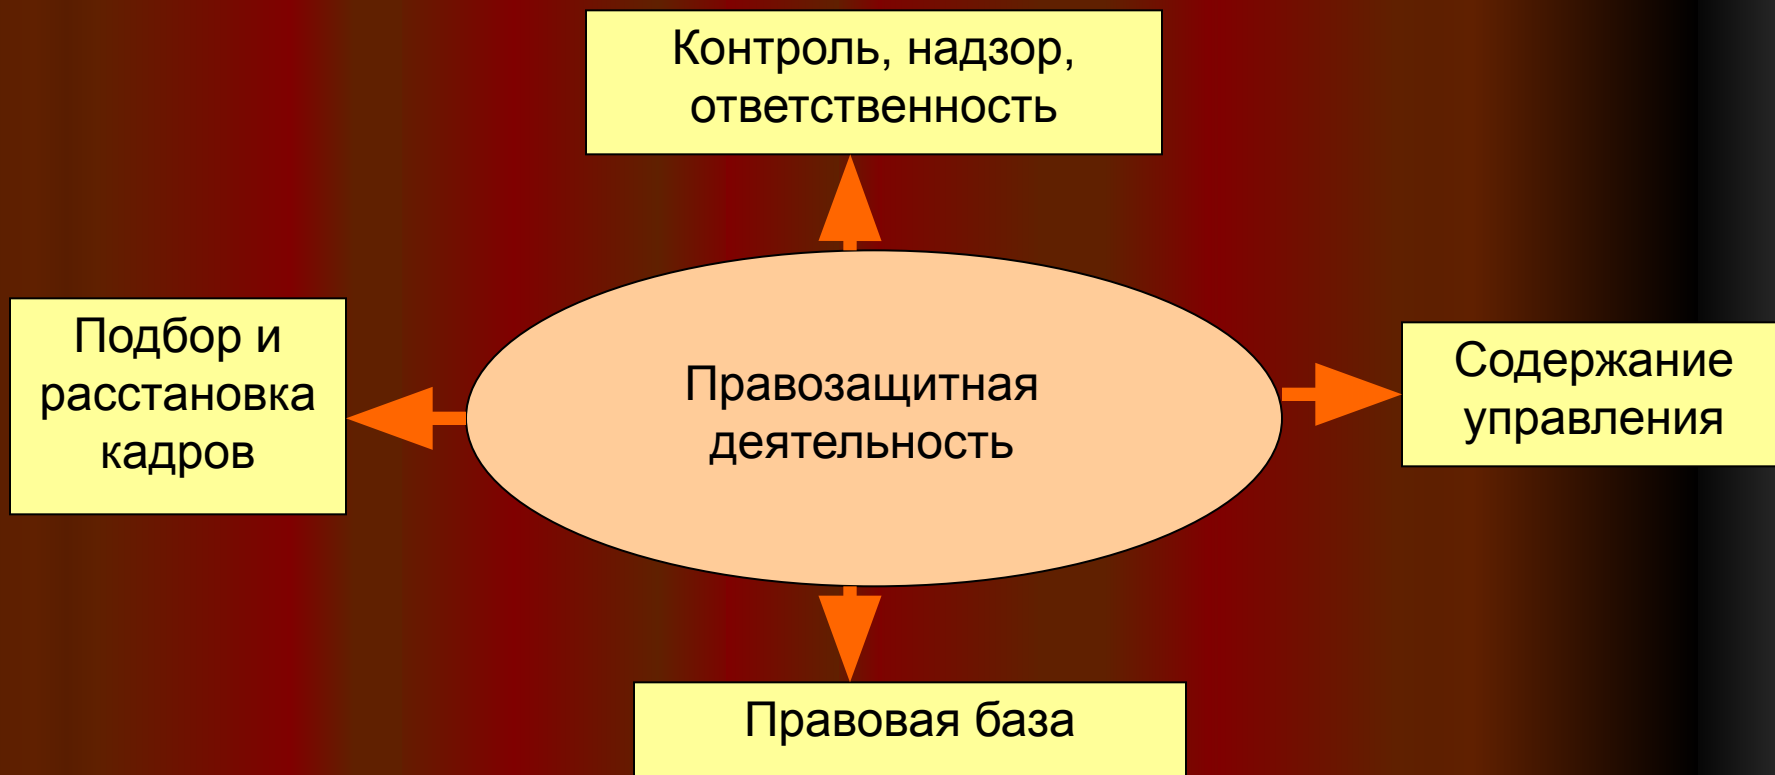 Контроль, надзор,
ответственность
Подбор и
расстановка
кадров
Правозащитная
деятельность
Содержание
управления
Правовая база